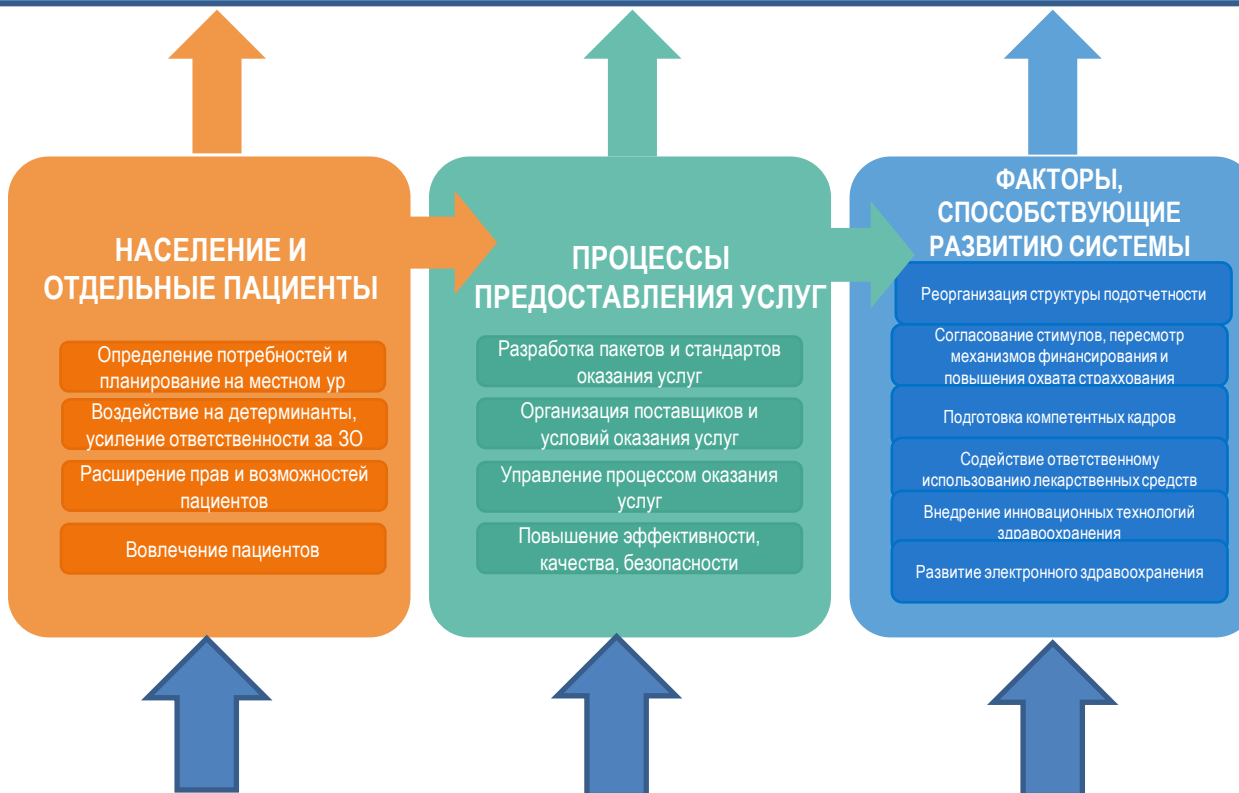 НАСЕЛЕНИЕ И
ОТДЕЛЬНЫЕ ПАЦИЕНТЫ
Определение потребностей и
планирование на местном ур
Воздействие на детерминанты,
усиление ответственности за ЗО
Расширение прав и возможностей
пациентов
Вовлечение пациентов
ПРОЦЕССЫ
ПРЕДОСТАВЛЕНИЯ УСЛУГ
Разработка пакетов и стандартов
оказания услуг
Организация поставщиков и
условий оказания услуг
Управление процессом оказания
услуг
Повышение эффективности,
качества, безопасности
ФАКТОРЫ,
СПОСОБСТВУЮЩИЕ
РАЗВИТИЮ СИСТЕМЫ
Реорганизация структуры подотчетности
Согласование стимулов, пересмотр
механизмов финансирования и
повышения охвата страххования
Подготовка компетентных кадров
Содействие ответственному
использованию лекарственных средств
Внедрение инновационных технологий
здравоохранения
Развитие электронного здравоохранения